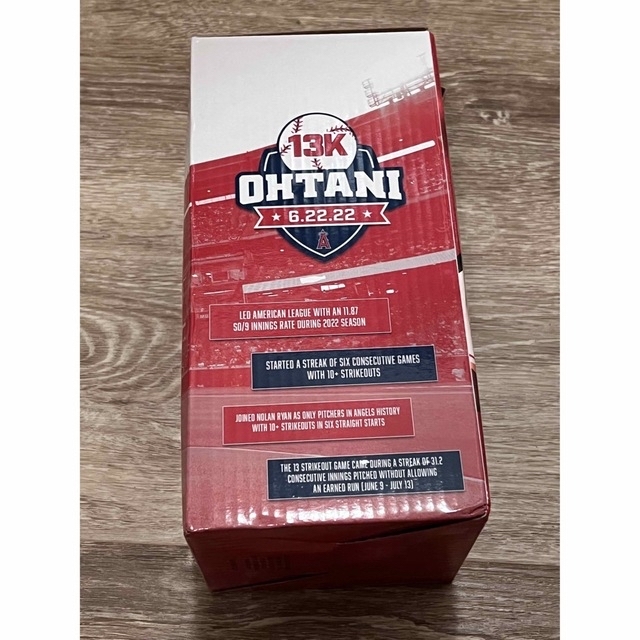 13K
OHTANI
★ 6.22.22 ★
A
LED AMERICAN LEAGUE WITH AN 11.87
SO/9 INNINGS RATE DURING 2022 SEASON
STARTED A STREAK OF SIX CONSECUTIVE GAMES
WITH 10+ STRIKEOUTS
JOINED NOLAN RYAN AS ONLY PITCHERS IN ANGELS HISTORY
WITH 10+ STRIKEOUTS IN SIX STRAIGHT STARTS
THE 13 STRIKEOUT GAME CAME DURING A STREAK OF 31.2
CONSECUTIVE INNINGS PITCHED WITHOUT ALLOWING
AN EARNED RUN (JUNE 9 - JULY 13)